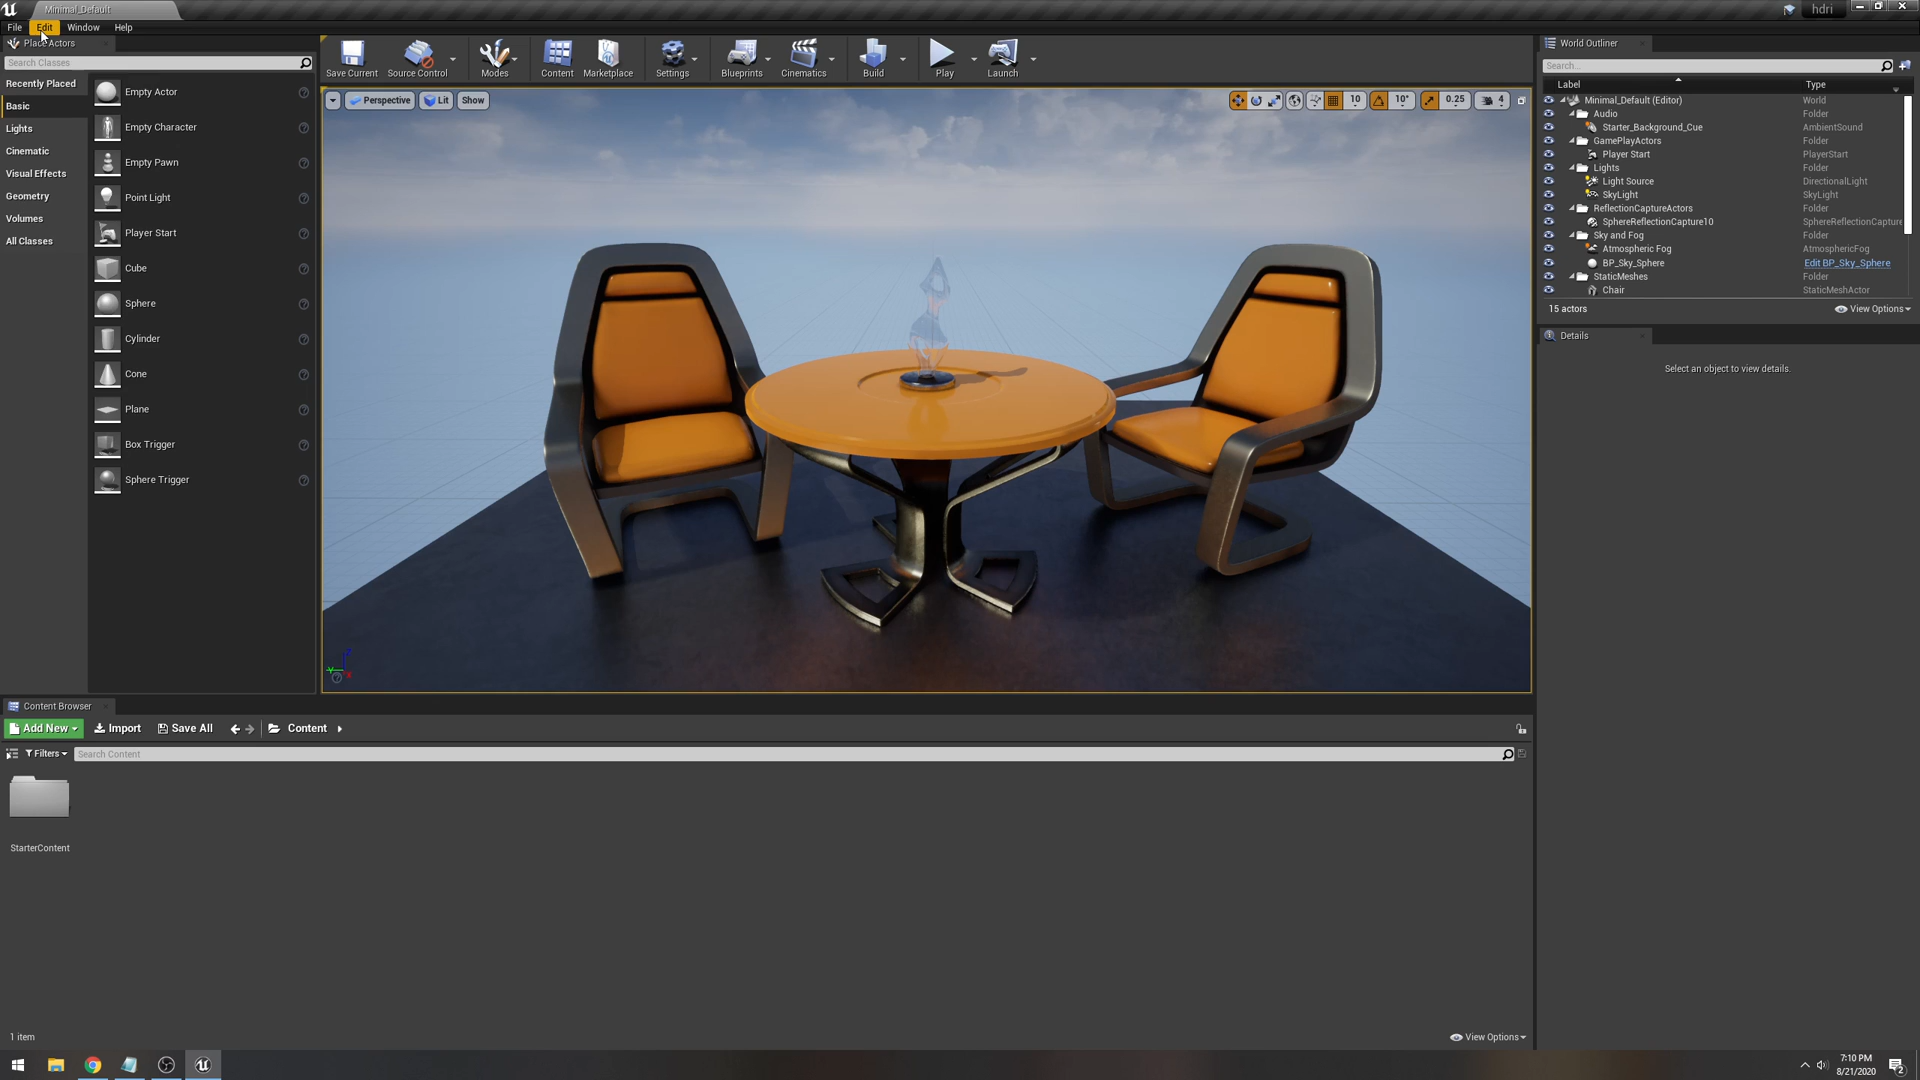 Minimal_Default
hdri
File Edit Window Help
Place Actors
Search Classes
Recently Placed
Basic
Lights
Cinematic
Visual Effects
Geometry
Volumes
All Classes
Empty Actor
Empty Character
Empty Pawn
Point Light
Player Start
Cube
Sphere
Cylinder
Cone
Plane
Box Trigger
Sphere Trigger
Save Current Source Control Modes Content Marketplace Settings Blueprints Cinematics Build Play Launch
Perspective Lit Show
10 10° 0.25 4
World Outliner
Search...
Label Type
Minimal_Default (Editor) World
Audio Folder
Starter_Background_Cue AmbientSound
GamePlayActors Folder
Player Start PlayerStart
Lights Folder
Light Source DirectionalLight
SkyLight SkyLight
ReflectionCaptureActors Folder
SphereReflectionCapture10 SphereReflectionCapture
Sky and Fog Folder
Atmospheric Fog AtmosphericFog
BP_Sky_Sphere Edit BP_Sky_Sphere
StaticMeshes Folder
Chair StaticMeshActor
15 actors View Options
Details
Select an object to view details.
Content Browser
Add New Import Save All Content
Filters Search Content
StarterContent
1 item View Options
7:10 PM
8/21/2020
2